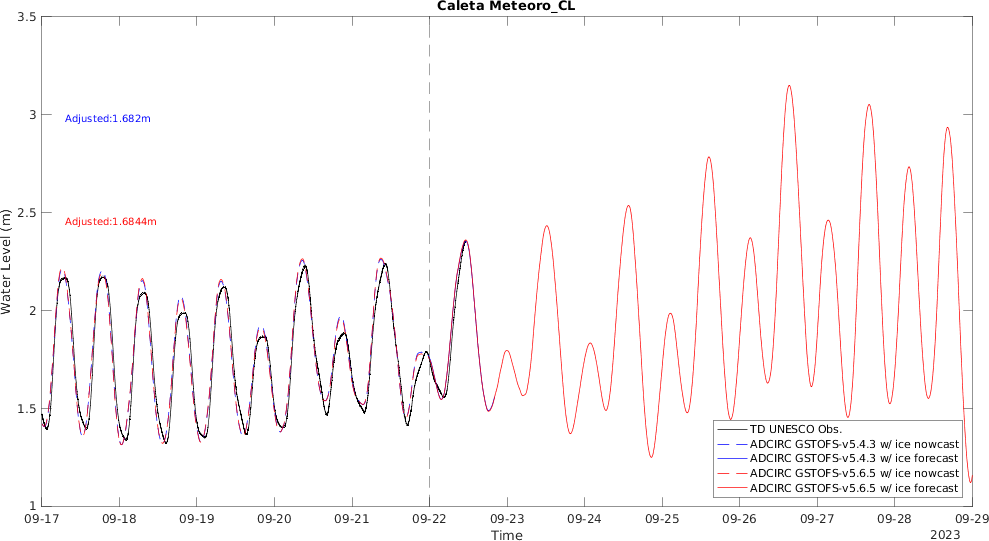 Caleta Meteoro_CL
3.5
3
2.5
2
1.5
1
Water Level (m)
Adjusted:1.682m
Adjusted:1.6844m
TD UNESCO Obs.
ADCIRC GSTOFS-v5.4.3 w/ ice nowcast
ADCIRC GSTOFS-v5.4.3 w/ ice forecast
ADCIRC GSTOFS-v5.6.5 w/ ice nowcast
ADCIRC GSTOFS-v5.6.5 w/ ice forecast
09-17 09-18 09-19 09-20 09-21 09-22 09-23 09-24 09-25 09-26 09-27 09-28 09-29
Time
2023